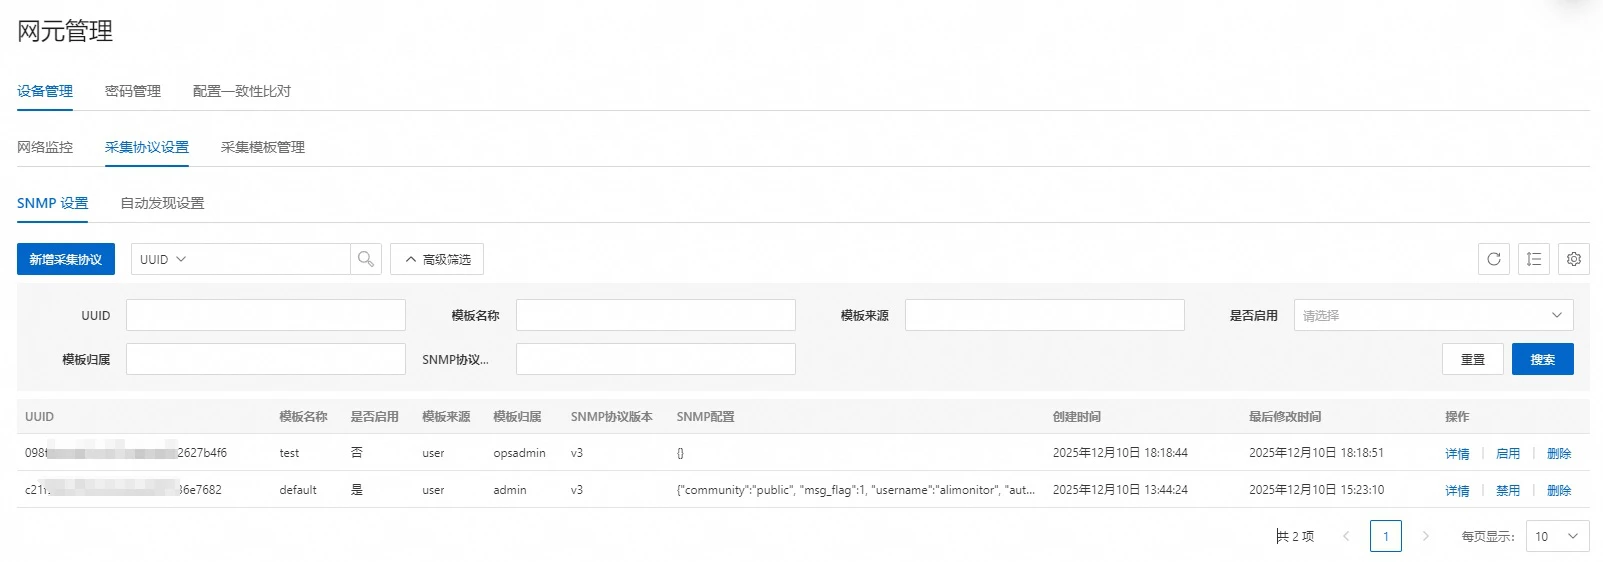 网元管理
设备管理 密码管理 配置一致性比对
网络监控 采集协议设置 采集模板管理
SNMP 设置 自动发现设置
新增采集协议 UUID 高级筛选
UUID 模板名称 模板来源 是否启用 请选择
模板归属 SNMP协议... 重置 搜索
UUID 模板名称 是否启用 模板来源 模板归属 SNMP协议版本 SNMP配置 创建时间 最后修改时间 操作
098 2627b4f6 test 否 user opsadmin v3 {} 2025年12月10日 18:18:44 2025年12月10日 18:18:51 详情 启用 删除
c21 36e7682 default 是 user admin v3 {"community":"public", "msg_flag":1, "username":"alimonitor", "aut... 2025年12月10日 13:44:24 2025年12月10日 15:23:10 详情 禁用 删除
共 2 项 1 每页显示: 10